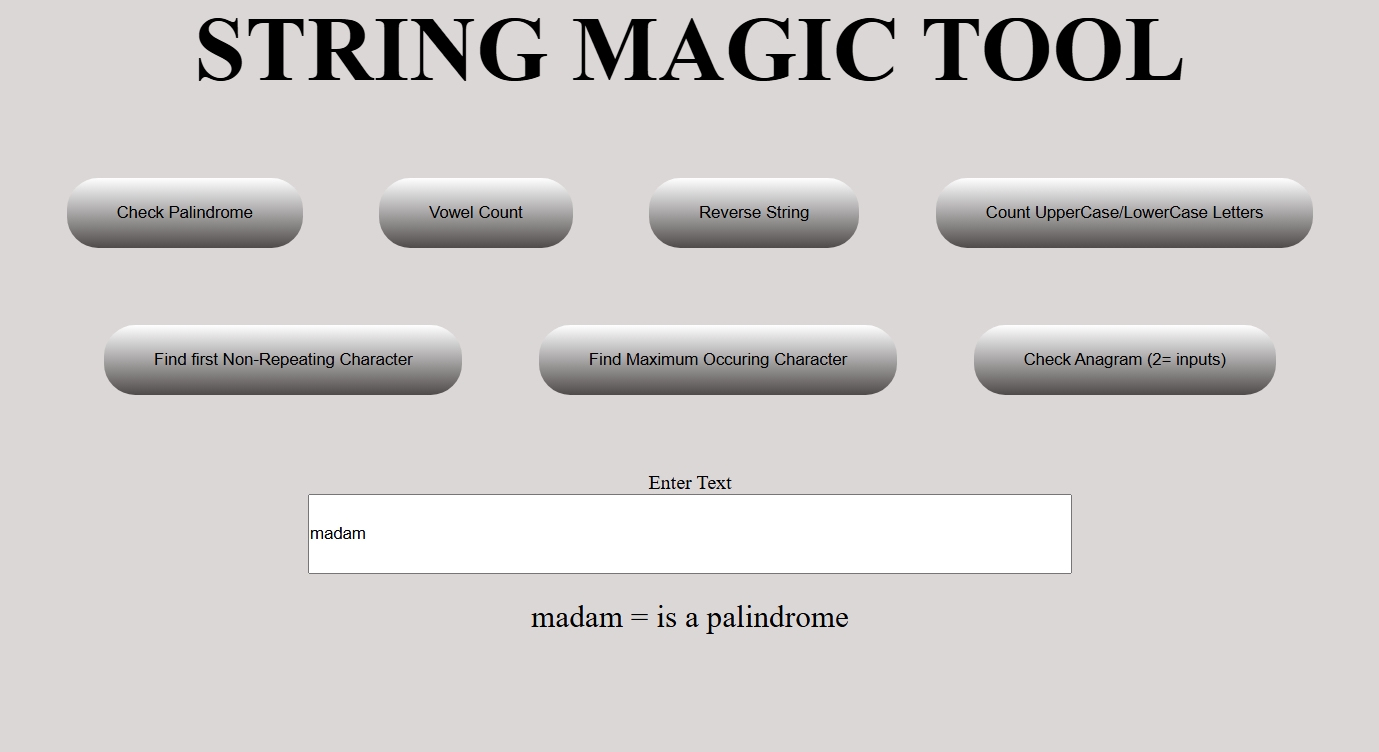 STRING MAGIC TOOL
Check Palindrome
Vowel Count
Reverse String
Count UpperCase/LowerCase Letters
Find first Non-Repeating Character
Find Maximum Occuring Character
Check Anagram (2= inputs)
Enter Text
madam
madam = is a palindrome